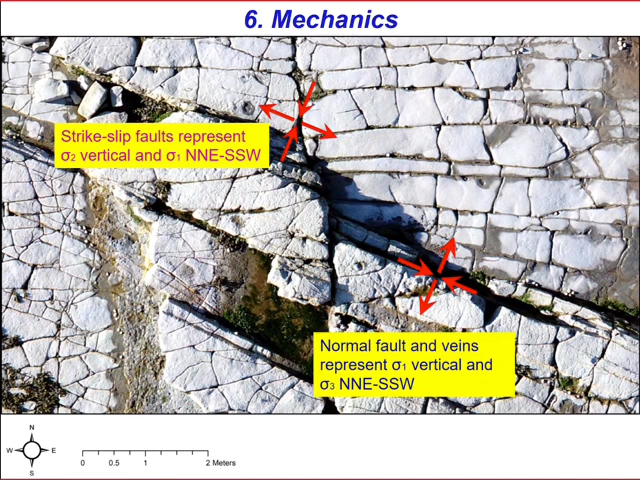 6. Mechanics
Strike-slip faults represent
σ₂ vertical and σ₁ NNE-SSW
Normal fault and veins
represent σ₁ vertical and
σ₃ NNE-SSW
N
W E
S
0 0.5 1 2 Meters